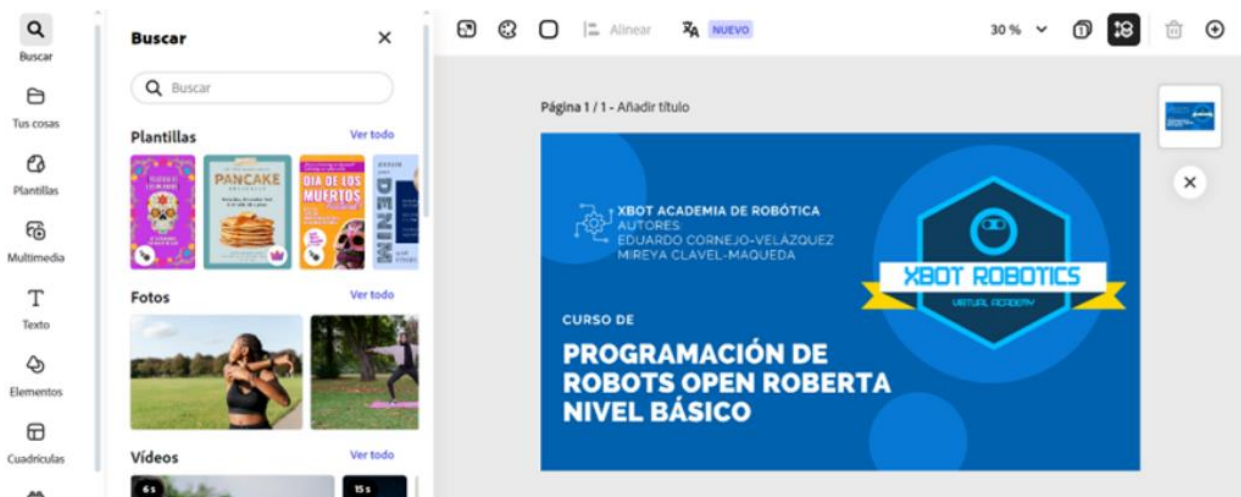 Buscar
Tus cosas
Plantillas
Multimedia
Texto
Elementos
Cuadrículas
Buscar
Buscar
Plantillas
Ver todo
PANCAKE
DIA DE LOS
MUERTOS
DENIM
Fotos
Ver todo
Vídeos
Ver todo
6 s
15 s
Alinear
NUEVO
30 %
1
Página 1 / 1 - Añadir título
XBOT ACADEMIA DE ROBÓTICA
AUTORES:
EDUARDO CORNEJO-VELÁZQUEZ
MIREYA CLAVEL-MAQUEDA
CURSO DE
PROGRAMACIÓN DE
ROBOTS OPEN ROBERTA
NIVEL BÁSICO
XBOT ROBOTICS
VIRTUAL ACADEMY